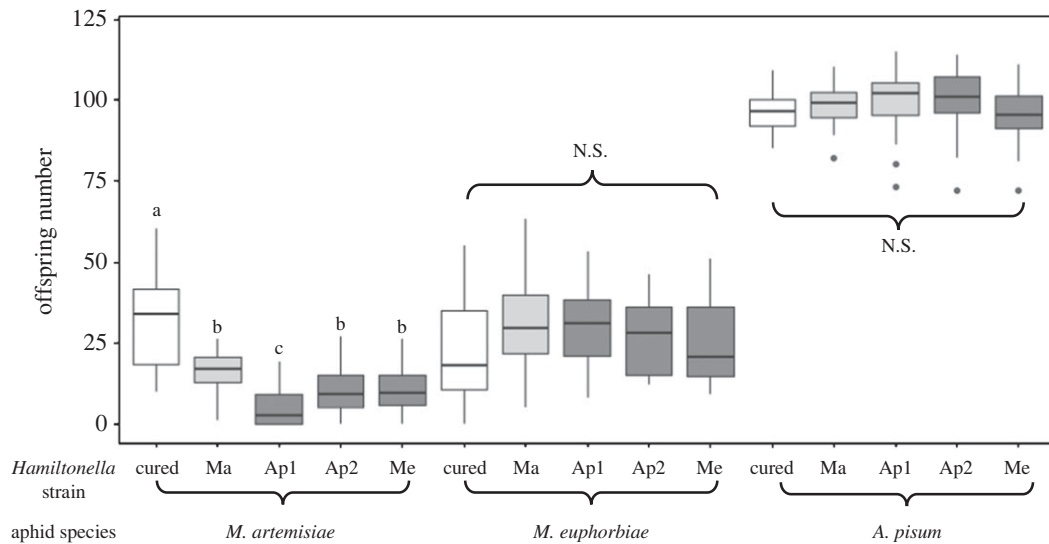 125
100
75
50
25
0
offspring number
a
b
c
b
b
N.S.
N.S.
Hamiltonella strain
cured Ma Ap1 Ap2 Me cured Ma Ap1 Ap2 Me cured Ma Ap1 Ap2 Me
aphid species M. artemisiae M. euphorbiae A. pisum